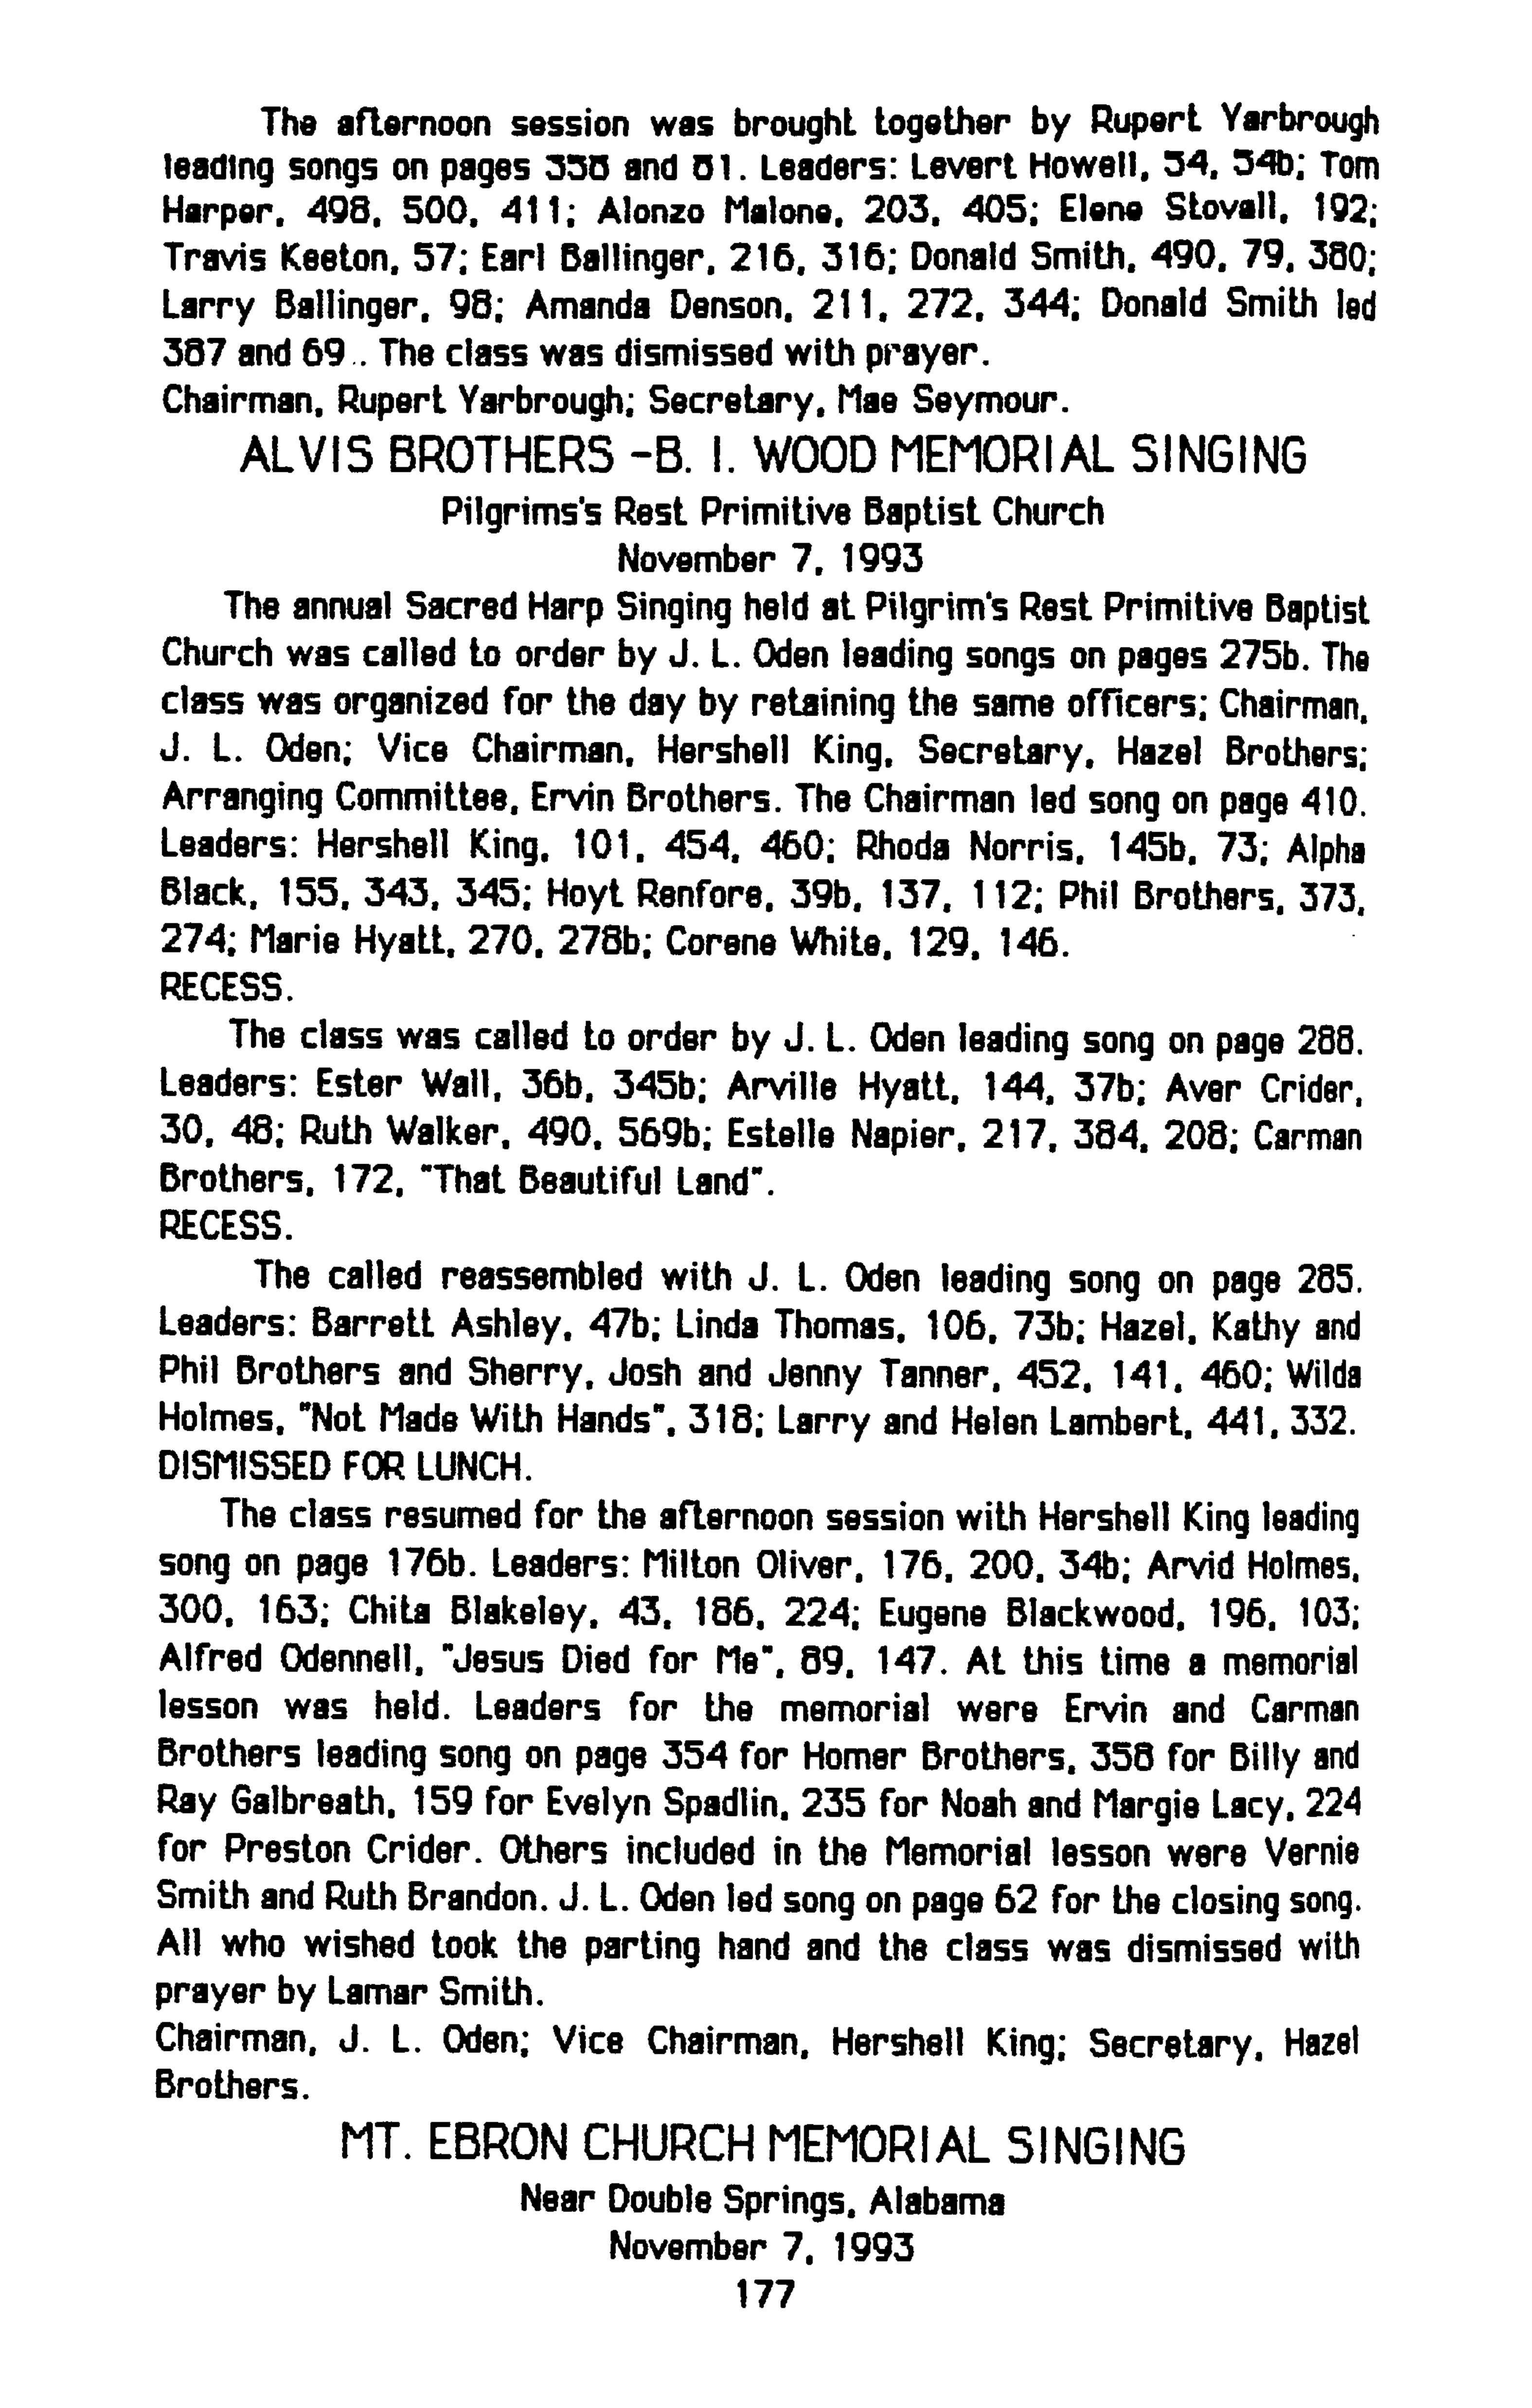 The afternoon session was brought together by Rupert Yarbrough
leading songs on pages 358 and 81. Leaders: Levert Howell, 54, 54b; Tom
Harper, 498, 500, 411; Alonzo Malone, 203, 405; Elene Stovall, 192;
Travis Keeton, 57; Earl Ballinger, 216, 316; Donald Smith, 490, 79, 380;
Larry Ballinger, 98; Amanda Denson, 211, 272, 344; Donald Smith led
387 and 69.. The class was dismissed with prayer.
Chairman, Rupert Yarbrough; Secretary, Mae Seymour.
ALVIS BROTHERS -B. I. WOOD MEMORIAL SINGING
Pilgrims's Rest Primitive Baptist Church
November 7, 1993
The annual Sacred Harp Singing held at Pilgrim's Rest Primitive Baptist
Church was called to order by J. L. Oden leading songs on pages 275b. The
class was organized for the day by retaining the same officers; Chairman,
J. L. Oden; Vice Chairman, Hershell King, Secretary, Hazel Brothers;
Arranging Committee, Ervin Brothers. The Chairman led song on page 410.
Leaders: Hershell King, 101, 454, 460; Rhoda Norris, 145b, 73; Alpha
Black, 155, 343, 345; Hoyt Renfore, 39b, 137, 112; Phil Brothers, 373,
274; Marie Hyatt, 270, 278b; Corene White, 129, 146.
RECESS.
The class was called to order by J. L. Oden leading song on page 288.
Leaders: Ester Wall, 36b, 345b; Arville Hyatt, 144, 37b; Aver Crider,
30, 48; Ruth Walker, 490, 569b; Estelle Napier, 217, 384, 208; Carman
Brothers, 172, "That Beautiful Land".
RECESS.
The called reassembled with J. L. Oden leading song on page 285.
Leaders: Barrett Ashley, 47b; Linda Thomas, 106, 73b; Hazel, Kathy and
Phil Brothers and Sherry, Josh and Jenny Tanner, 452, 141, 460; Wilda
Holmes, "Not Made With Hands", 318; Larry and Helen Lambert, 441, 332.
DISMISSED FOR LUNCH.
The class resumed for the afternoon session with Hershell King leading
song on page 176b. Leaders: Milton Oliver, 176, 200, 34b; Arvid Holmes,
300, 163; Chita Blakeley, 43, 186, 224; Eugene Blackwood, 196, 103;
Alfred Odennell, "Jesus Died for Me", 89, 147. At this time a memorial
lesson was held. Leaders for the memorial were Ervin and Carman
Brothers leading song on page 354 for Homer Brothers, 358 for Billy and
Ray Galbreath, 159 for Evelyn Spadlin, 235 for Noah and Margie Lacy, 224
for Preston Crider. Others included in the Memorial lesson were Vernie
Smith and Ruth Brandon. J. L. Oden led song on page 62 for the closing song.
All who wished took the parting hand and the class was dismissed with
prayer by Lamar Smith.
Chairman, J. L. Oden; Vice Chairman, Hershell King; Secretary, Hazel
Brothers.
MT. EBRON CHURCH MEMORIAL SINGING
Near Double Springs, Alabama
November 7, 1993
177